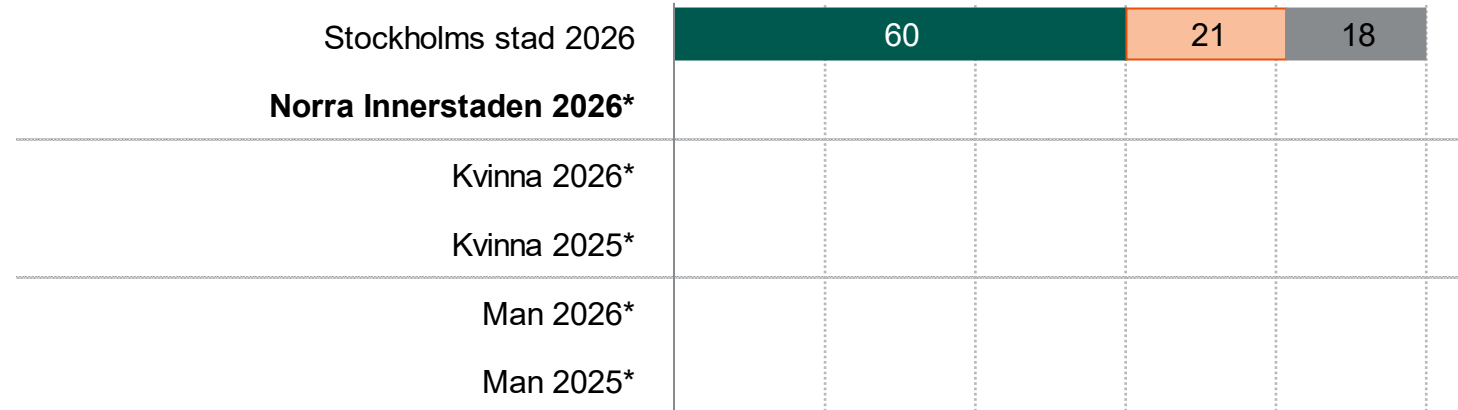 Stockholms stad 2026 60 21 18
Norra Innerstaden 2026*
Kvinna 2026*
Kvinna 2025*
Man 2026*
Man 2025*